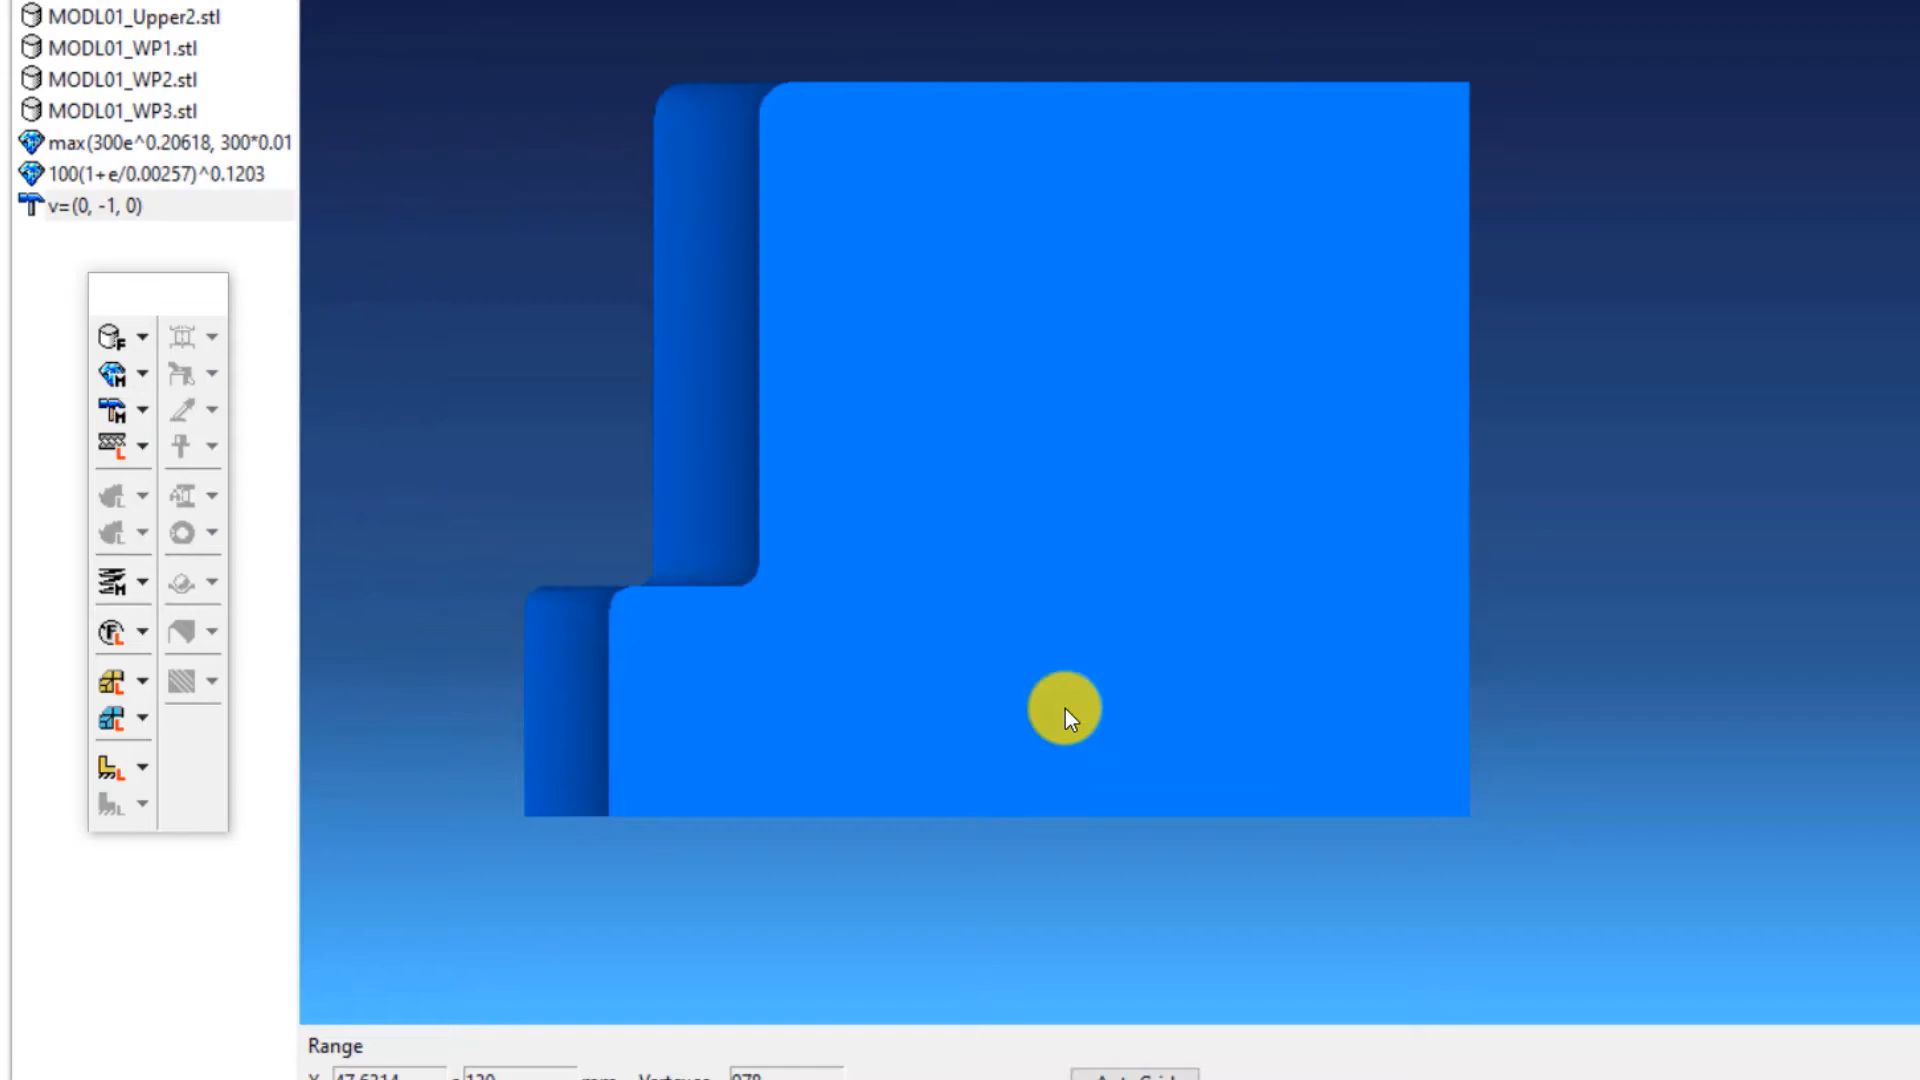 MODL01_Upper2.stl
MODL01_WP1.stl
MODL01_WP2.stl
MODL01_WP3.stl
max(300e^0.20618, 300*0.01
100(1+e/0.00257)^0.1203
v=(0, -1, 0)
Range